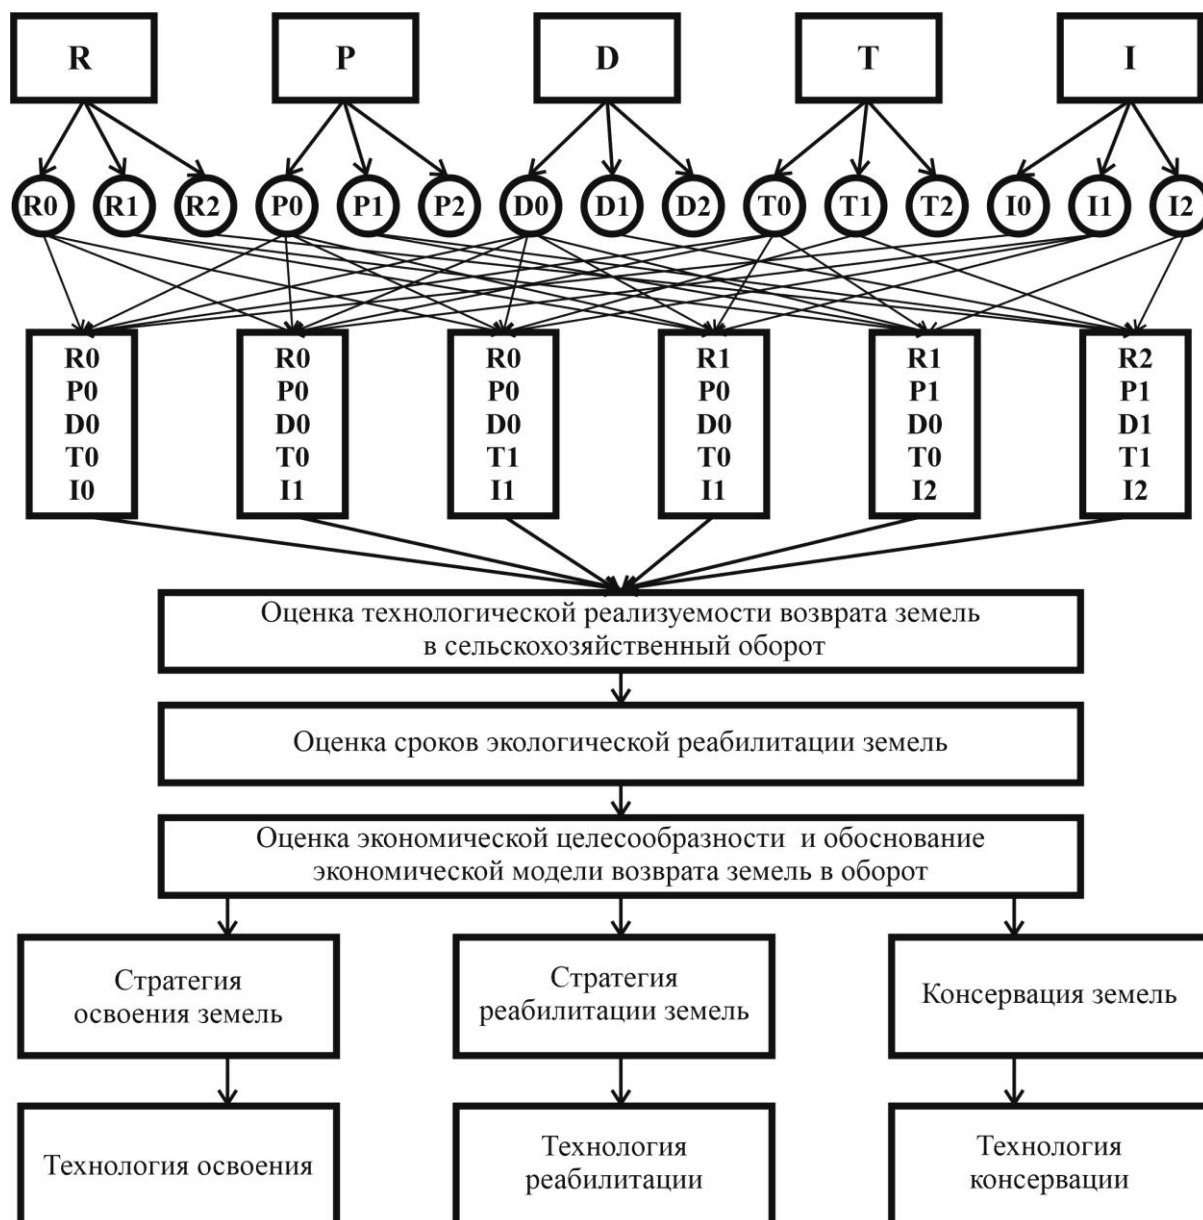 R
P
D
T
I
R0
R1
R2
P0
P1
P2
D0
D1
D2
T0
T1
T2
I0
I1
I2
R0
P0
D0
T0
I0
R0
P0
D0
T0
I1
R0
P0
D0
T1
I1
R1
P0
D0
T0
I1
R1
P1
D0
T0
I2
R2
P1
D1
T1
I2
Оценка технологической реализуемости возврата земель
в сельскохозяйственный оборот
Оценка сроков экологической реабилитации земель
Оценка экономической целесообразности и обоснование
экономической модели возврата земель в оборот
Стратегия
освоения земель
Стратегия
реабилитации земель
Консервация земель
Технология освоения
Технология
реабилитации
Технология
консервации